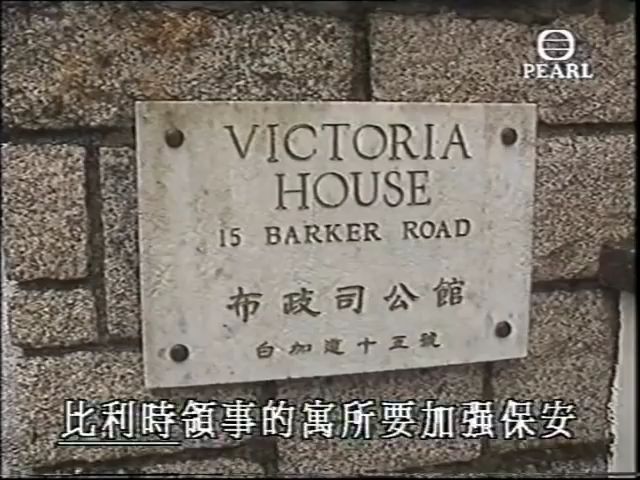 PEARL
VICTORIA
HOUSE
15 BARKER ROAD
布政司公館
白加道十五號
比利時領事的寓所要加强保安